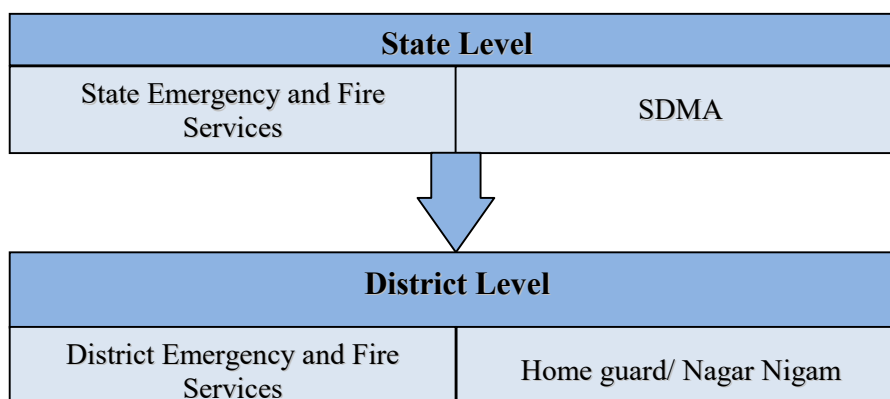 State Level
State Emergency and Fire
Services
SDMA
District Level
District Emergency and Fire
Services
Home guard/ Nagar Nigam